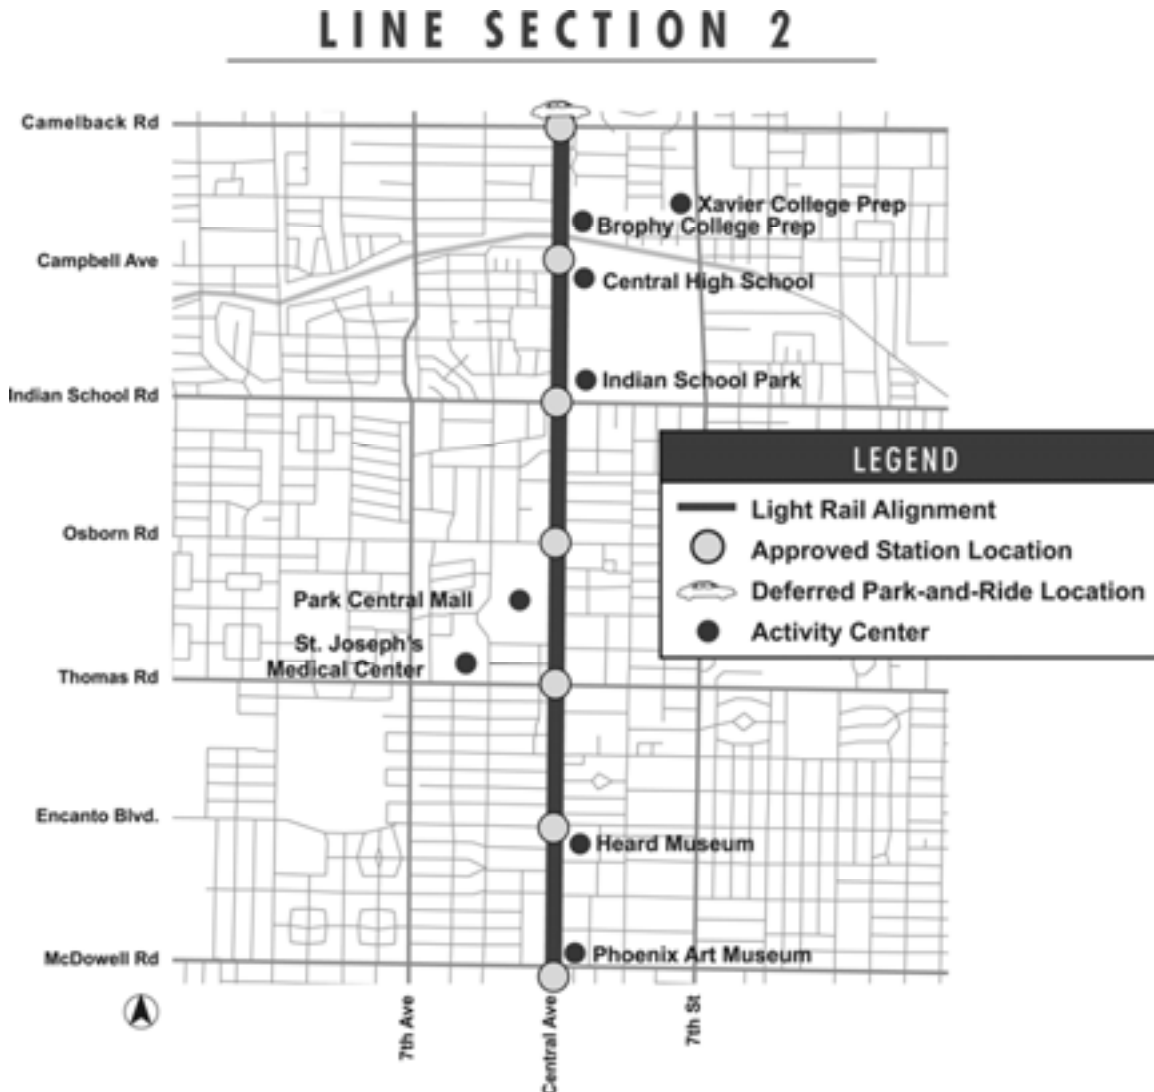 LINE SECTION 2
Camelback Rd
Xavier College Prep
Brophy College Prep
Campbell Ave
Central High School
Indian School Park
Indian School Rd
LEGEND
Light Rail Alignment
Approved Station Location
Deferred Park-and-Ride Location
Activity Center
Osborn Rd
Park Central Mall
St. Joseph's
Medical Center
Thomas Rd
Encanto Blvd.
Heard Museum
McDowell Rd
Phoenix Art Museum
7th Ave
Central Ave
7th St